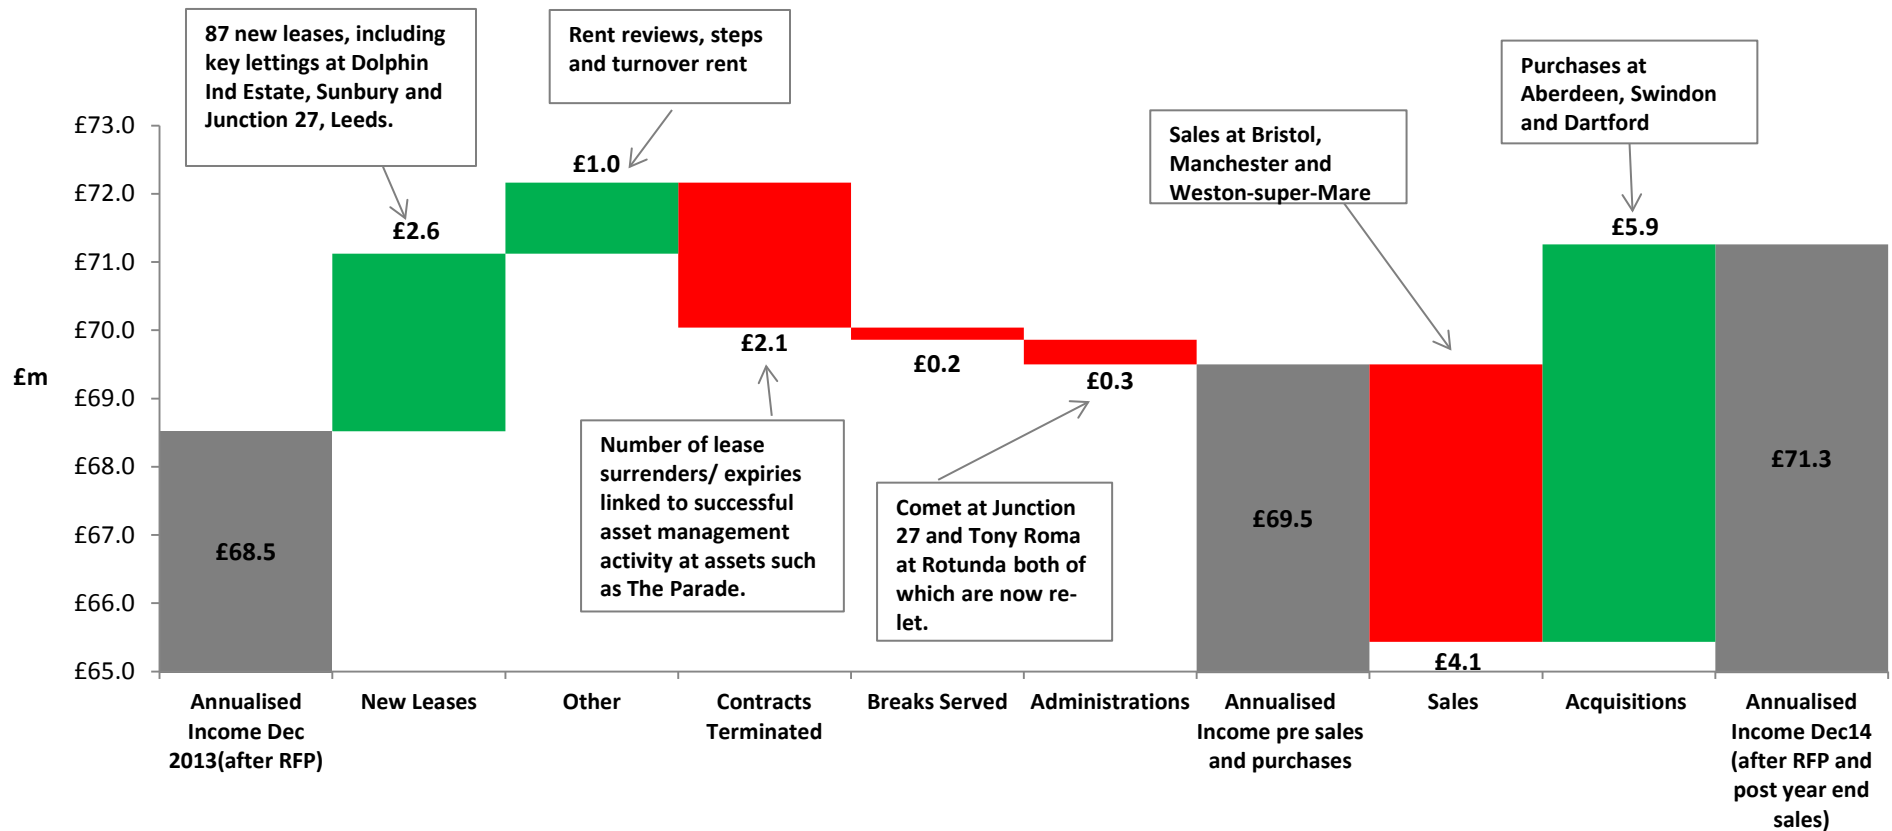 87 new leases, including
key lettings at Dolphin
Ind Estate, Sunbury and
Junction 27, Leeds.
Rent reviews, steps
and turnover rent
Purchases at
Aberdeen, Swindon
and Dartford
Sales at Bristol,
Manchester and
Weston-super-Mare
£73.0
£72.0
£71.0
£70.0
£69.0
£68.0
£67.0
£66.0
£65.0
£m
£68.5
£2.6
£1.0
£2.1
£0.2
£0.3
£69.5
£4.1
£5.9
£71.3
Number of lease
surrenders/ expiries
linked to successful
asset management
activity at assets such
as The Parade.
Comet at Junction
27 and Tony Roma
at Rotunda both of
which are now re-
let.
Annualised
Income Dec
2013(after RFP)
New Leases
Other
Contracts
Terminated
Breaks Served
Administrations
Annualised
Income pre sales
and purchases
Sales
Acquisitions
Annualised
Income Dec14
(after RFP and
post year end
sales)